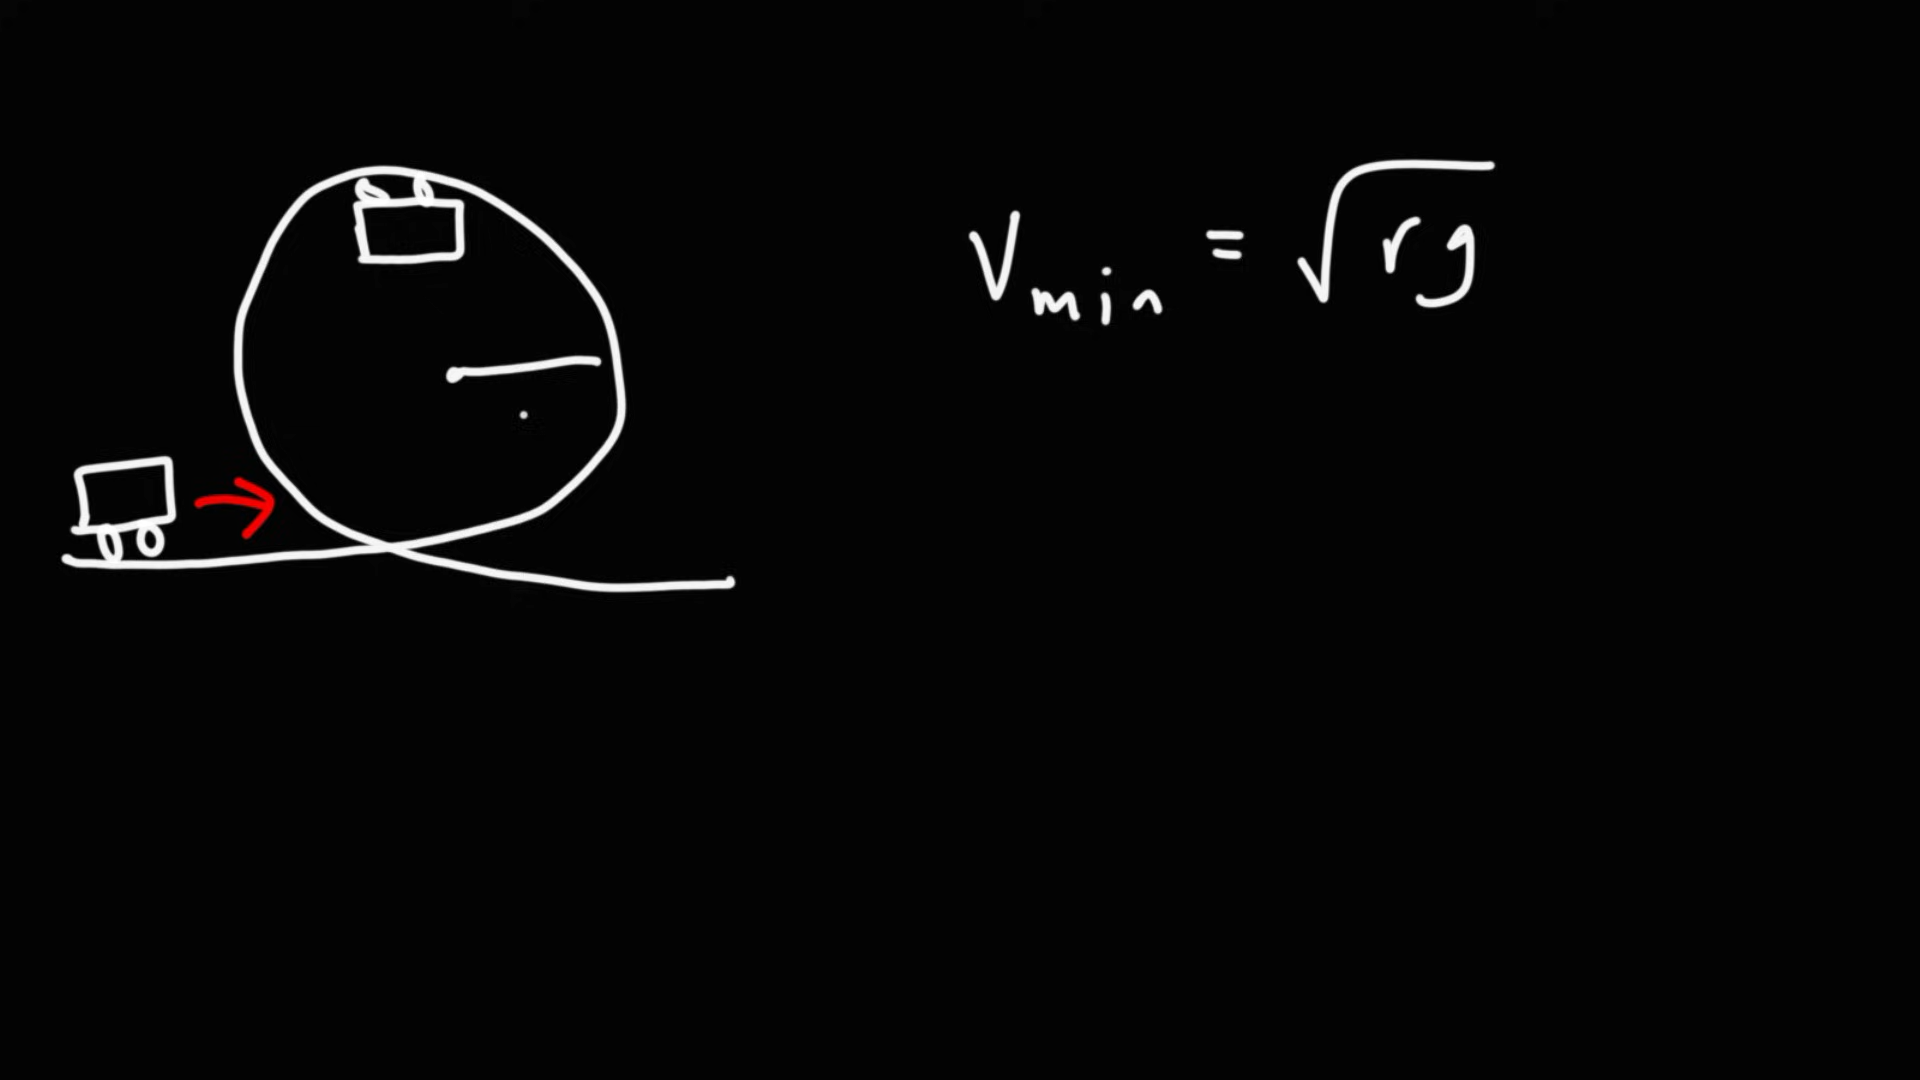 Vmin = √rg